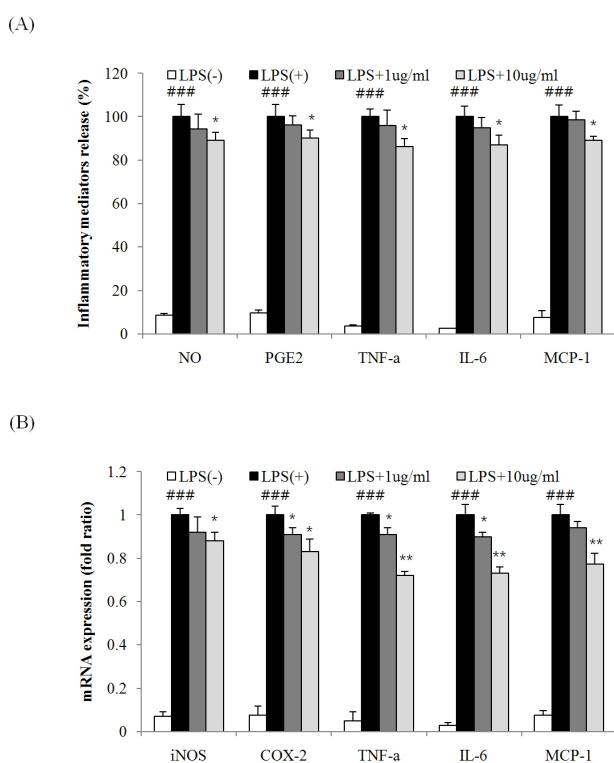 (A)
LPS(-) LPS(+) LPS+1ug/ml LPS+10ug/ml
### ### ### ### ###
* * * * *
Inflammatory mediators release (%)
120
100
80
60
40
20
0
NO PGE2 TNF-a IL-6 MCP-1
(B)
LPS(-) LPS(+) LPS+1ug/ml LPS+10ug/ml
### ### ### ### ###
* * * * * ** * ** **
mRNA expression (fold ratio)
1.2
1
0.8
0.6
0.4
0.2
0
iNOS COX-2 TNF-a IL-6 MCP-1